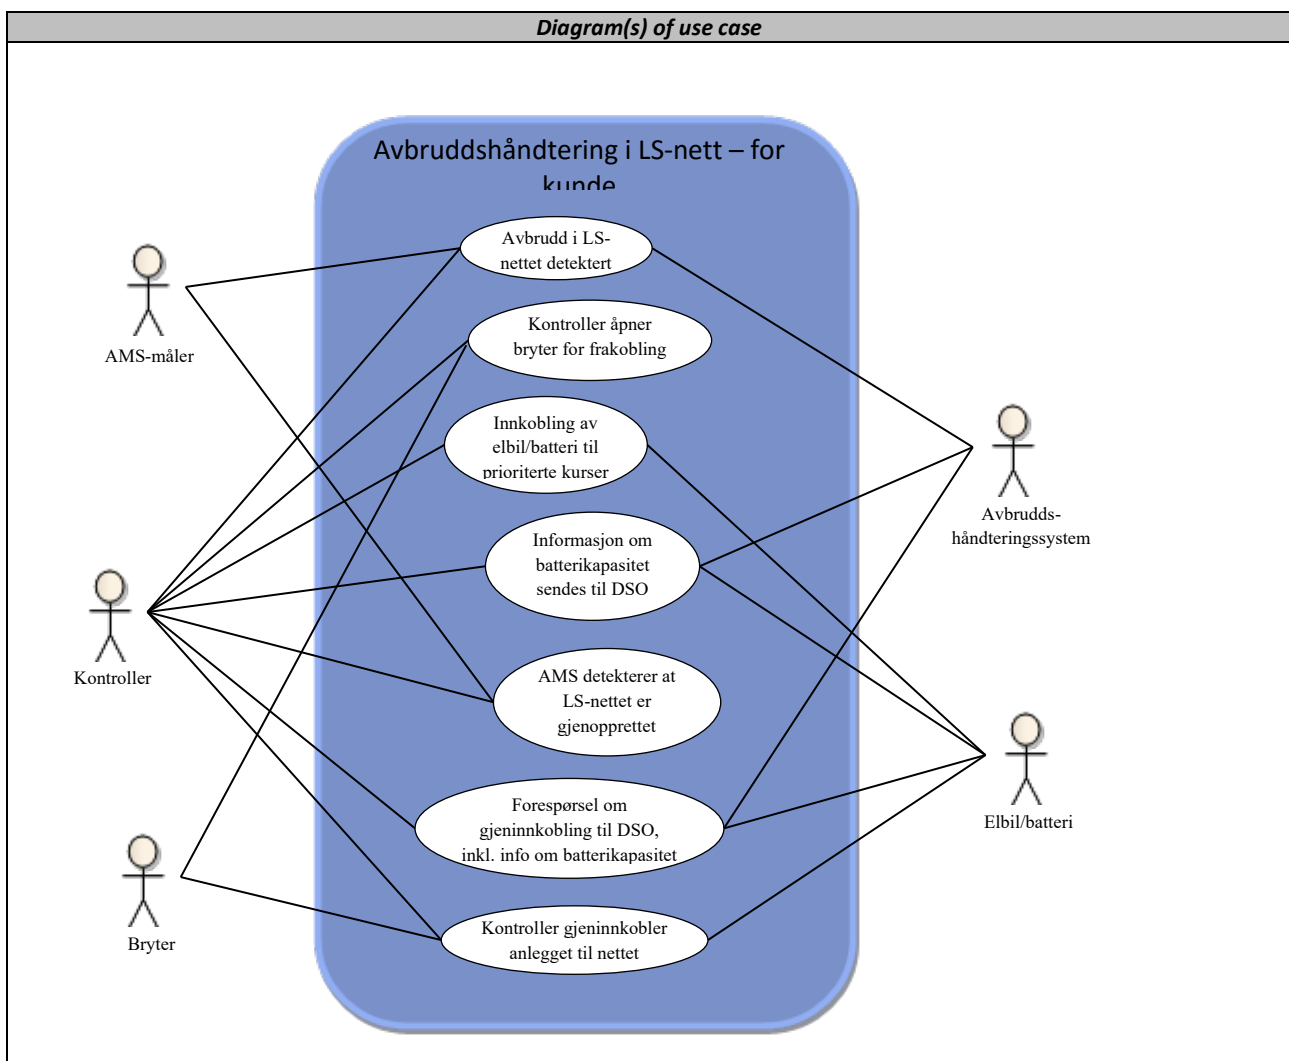 Diagram(s) of use case
Avbruddshåndtering i LS-nett – for
kunde
Avbrudd i LS-
nettet detektert
Kontroller åpner
bryter for frakobling
Innkobling av
elbil/batteri til
prioriterte kurser
Informasjon om
batterikapasitet
sendes til DSO
AMS detekterer at
LS-nettet er
gjenopprettet
Forespørsel om
gjeninnkobling til DSO,
inkl. info om batterikapasitet
Kontroller gjeninnkobler
anlegget til nettet
AMS-måler
Kontroller
Bryter
Avbrudds-
håndteringssystem
Elbil/batteri